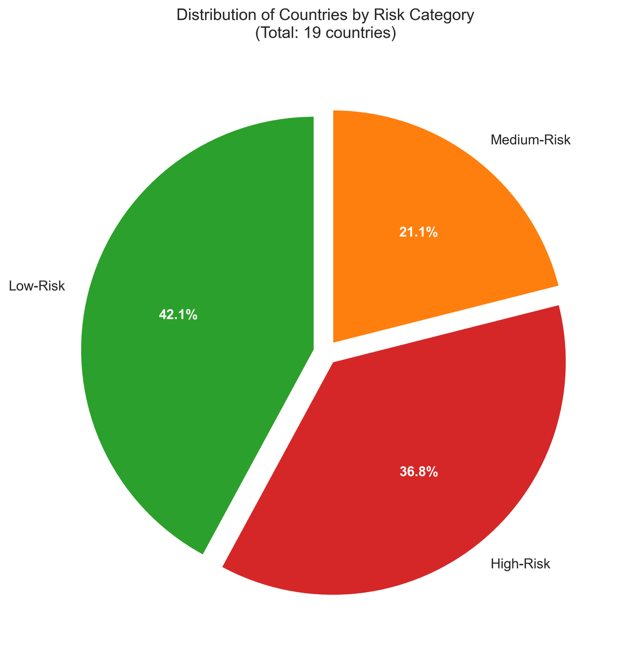 Distribution of Countries by Risk Category
(Total: 19 countries)
Medium-Risk
21.1%
Low-Risk
42.1%
36.8%
High-Risk